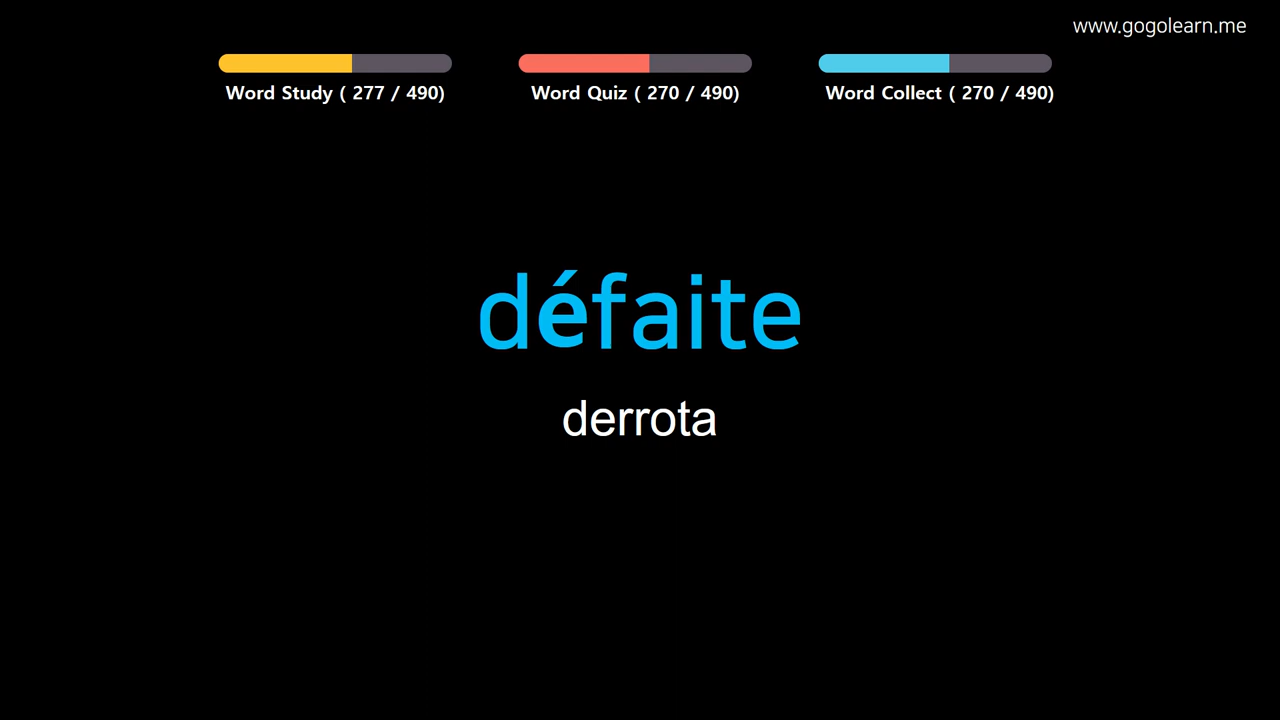 www.gogolearn.me
Word Study ( 277 / 490)
Word Quiz ( 270 / 490)
Word Collect ( 270 / 490)
défaite
derrota